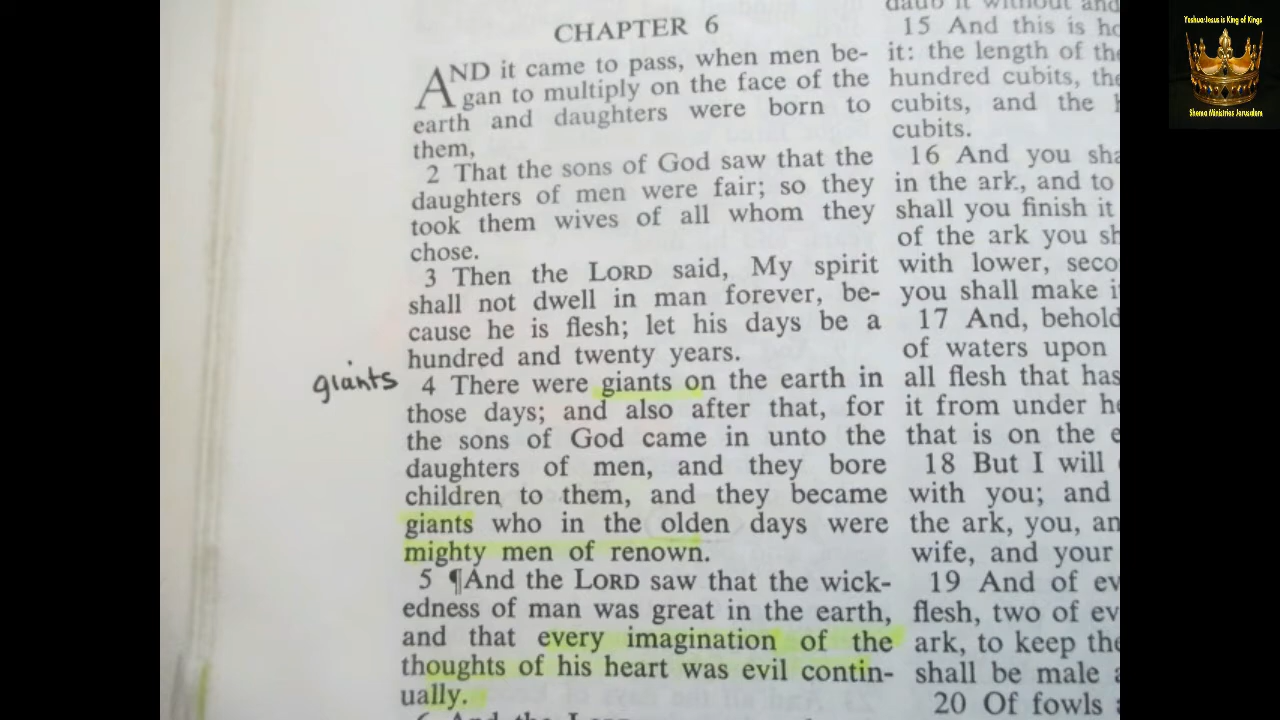 CHAPTER 6
AND it came to pass, when men be-
gan to multiply on the face of the
earth and daughters were born to
them,
2 That the sons of God saw that the
daughters of men were fair; so they
took them wives of all whom they
chose.
3 Then the LORD said, My spirit
shall not dwell in man forever, be-
cause he is flesh; let his days be a
hundred and twenty years.
giants
4 There were giants on the earth in
those days; and also after that, for
the sons of God came in unto the
daughters of men, and they bore
children to them, and they became
giants who in the olden days were
mighty men of renown.
5 ¶And the LORD saw that the wick-
edness of man was great in the earth,
and that every imagination of the
thoughts of his heart was evil contin-
ually.
6 And the LORD
daub it without and
15 And this is
it: the length of
hundred cubits,
cubits, and the
cubits.
16 And you
in the ark, and to
shall you finish it
of the ark you
with lower,
you shall make
17 And, behold
of waters upon
all flesh that has
it from under
that is on the
18 But I will
with you; and
the ark, you,
wife, and your
19 And of
flesh, two of
ark, to keep
shall be male
20 Of fowls
Yeshua-Jesus is King of Kings
Shema Ministries Jerusalem